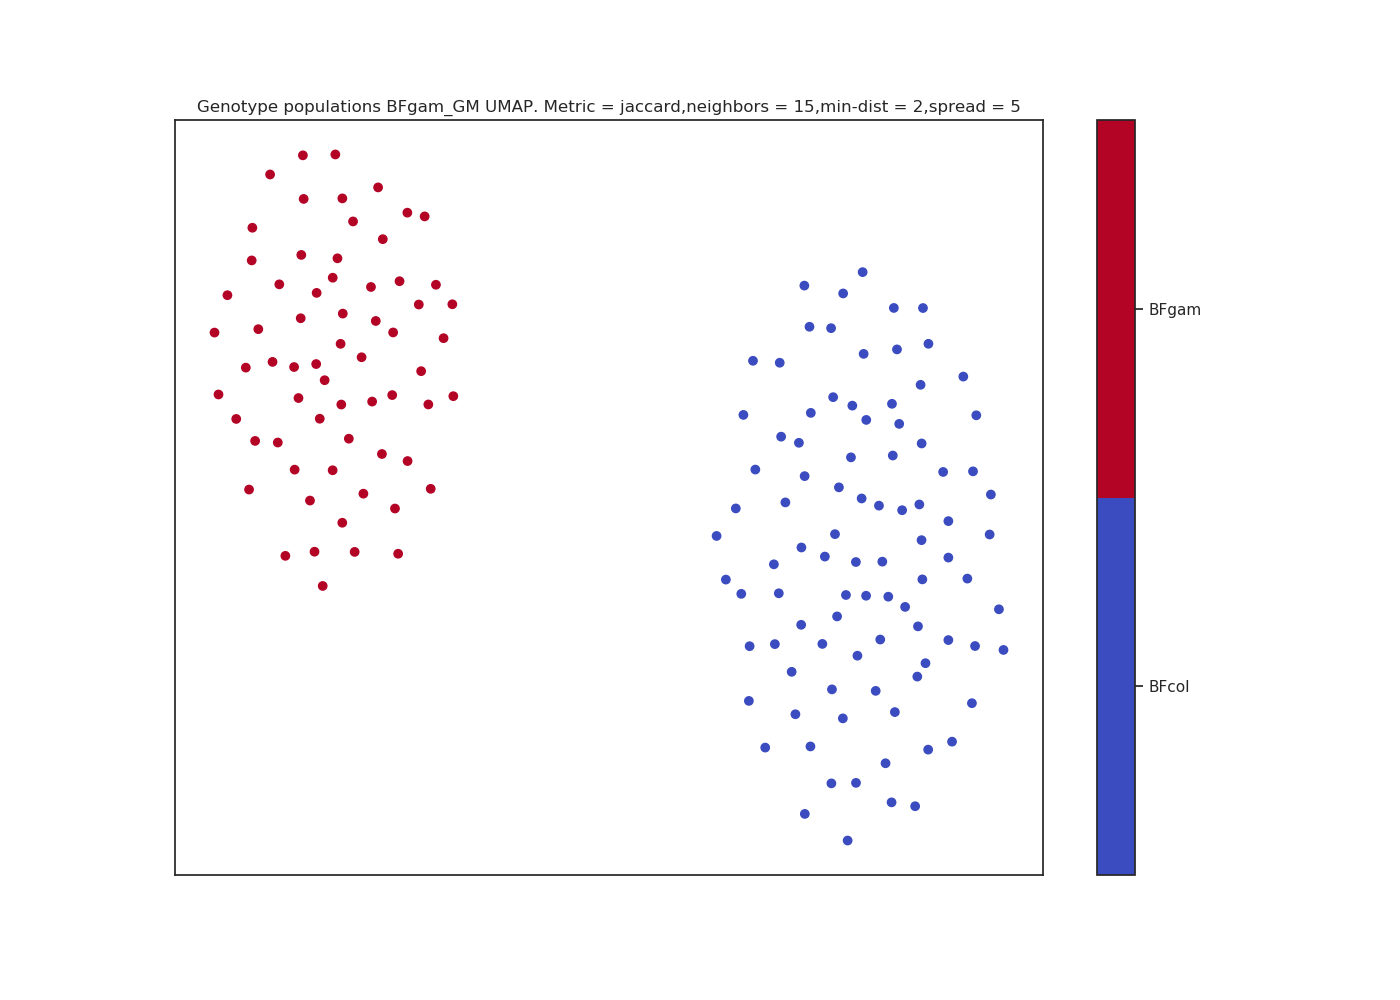 Genotype populations BFgam_GM UMAP. Metric = jaccard,neighbors = 15,min-dist = 2,spread = 5
BFgam
BFcol